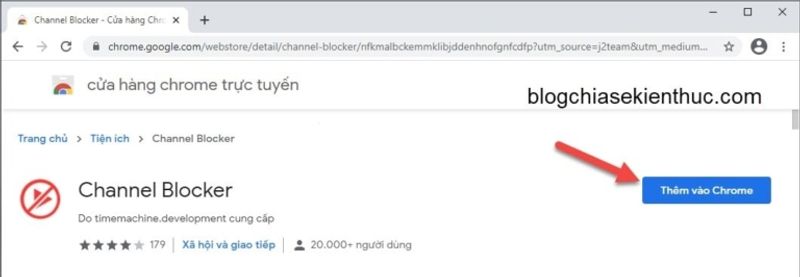 Channel Blocker - Cửa hàng Chro
chrome.google.com/webstore/detail/channel-blocker/nfkmalbckemmklibjddenhnofgnfcdfp?utm_source=j2team&utm_medium...
cửa hàng chrome trực tuyến
blogchiasekienthuc.com
Trang chủ > Tiện ích > Channel Blocker
Channel Blocker
Thêm vào Chrome
Do timemachine.development cung cấp
179 | Xã hội và giao tiếp | 20.000+ người dùng